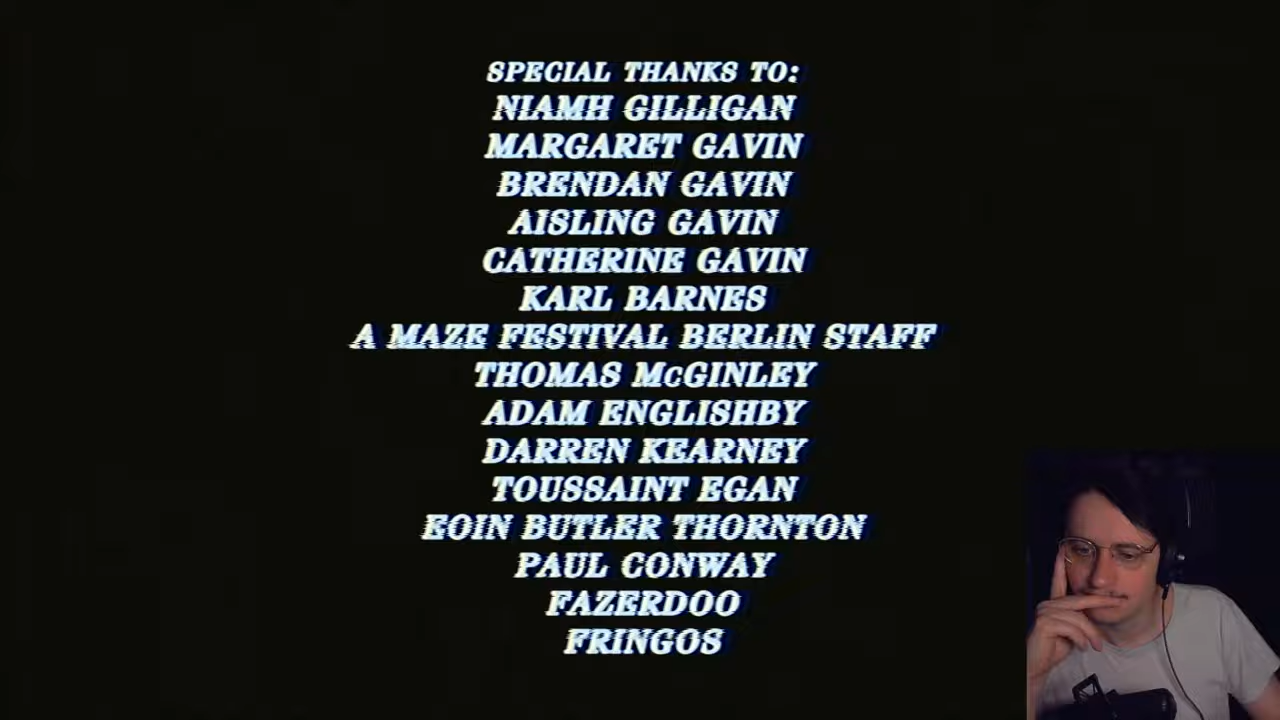 SPECIAL THANKS TO:
NIAMH GILLIGAN
MARGARET GAVIN
BRENDAN GAVIN
AISLING GAVIN
CATHERINE GAVIN
KARL BARNES
A MAZE FESTIVAL BERLIN STAFF
THOMAS McGINLEY
ADAM ENGLISHBY
DARREN KEARNEY
TOUSSAINT EGAN
EOIN BUTLER THORNTON
PAUL CONWAY
FAZERDOO
FRINGOS